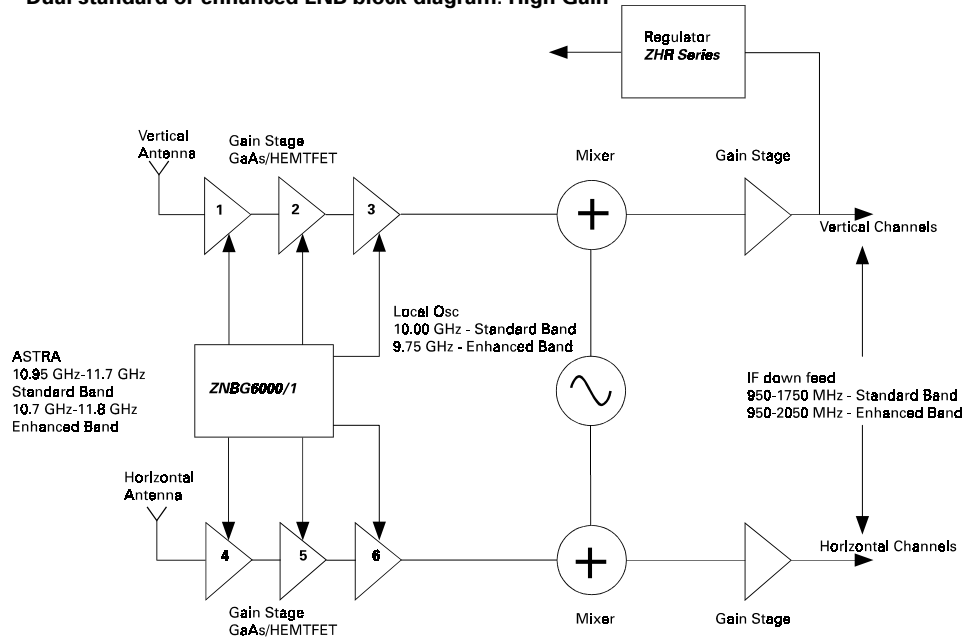 Dual standard or enhanced LNB block diagram: High Gain
Regulator
ZHR Series
Vertical
Antenna
Gain Stage
GaAs/HEMTFET
Mixer
Gain Stage
1
2
3
Vertical Channels
Local Osc
10.00 GHz - Standard Band
9.75 GHz - Enhanced Band
ASTRA
10.95 GHz-11.7 GHz
Standard Band
10.7 GHz-11.8 GHz
Enhanced Band
ZNBG6000/1
IF down feed
950-1750 MHz - Standard Band
950-2050 MHz - Enhanced Band
Horizontal
Antenna
4
5
6
Horizontal Channels
Gain Stage
GaAs/HEMTFET
Mixer
Gain Stage